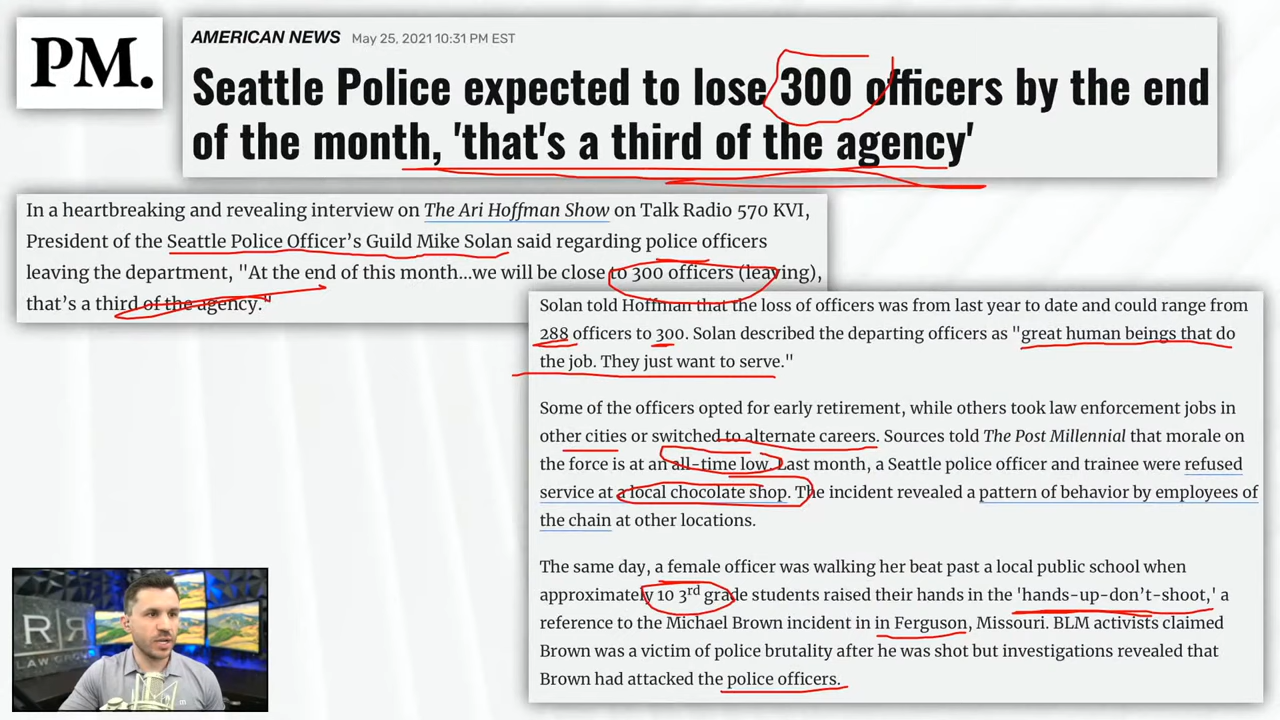 PM.
AMERICAN NEWS May 25, 2021 10:31 PM EST
Seattle Police expected to lose 300 officers by the end
of the month, 'that's a third of the agency'
In a heartbreaking and revealing interview on The Ari Hoffman Show on Talk Radio 570 KVI,
President of the Seattle Police Officer’s Guild Mike Solan said regarding police officers
leaving the department, "At the end of this month...we will be close to 300 officers (leaving),
that’s a third of the agency."
Solan told Hoffman that the loss of officers was from last year to date and could range from
288 officers to 300. Solan described the departing officers as "great human beings that do
the job. They just want to serve."
Some of the officers opted for early retirement, while others took law enforcement jobs in
other cities or switched to alternate careers. Sources told The Post Millennial that morale on
the force is at an all-time low. Last month, a Seattle police officer and trainee were refused
service at a local chocolate shop. The incident revealed a pattern of behavior by employees of
the chain at other locations.
The same day, a female officer was walking her beat past a local public school when
approximately 10 3rd grade students raised their hands in the 'hands-up-don’t-shoot,' a
reference to the Michael Brown incident in in Ferguson, Missouri. BLM activists claimed
Brown was a victim of police brutality after he was shot but investigations revealed that
Brown had attacked the police officers.
R R
LAW GROUP